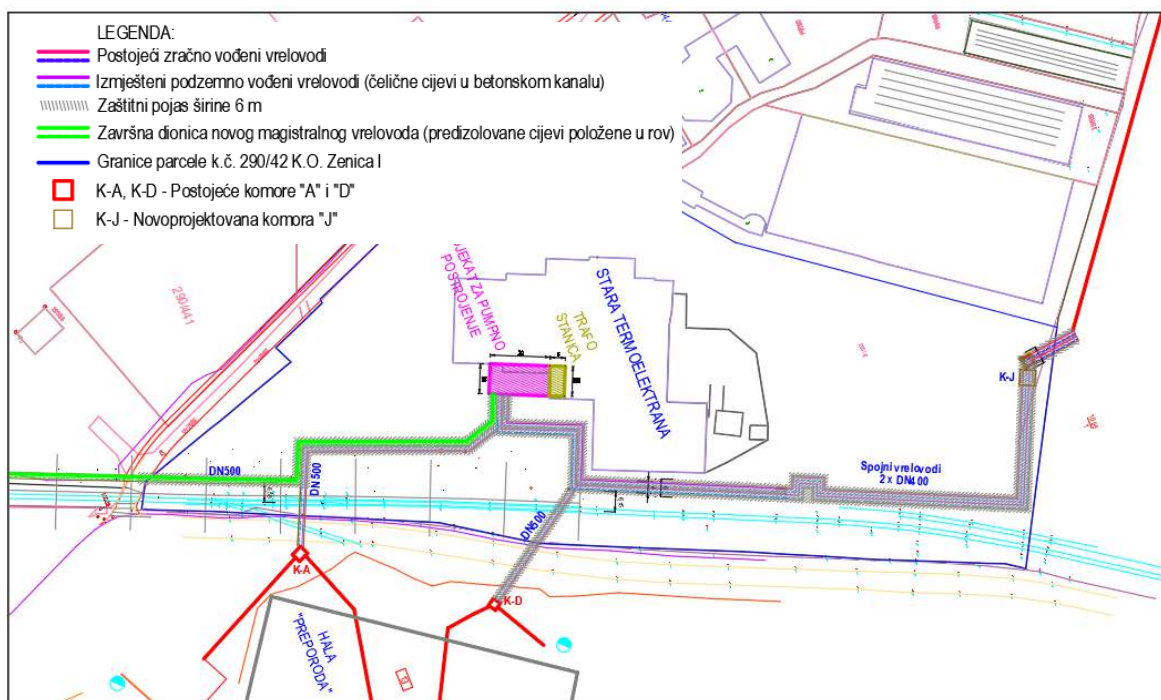 LEGENDA:
Postojeći zračno vođeni vrelovodi
Izmješteni podzemno vođeni vrelovodi (čelične cijevi u betonskom kanalu)
Zaštitni pojas širine 6 m
Završna dionica novog magistralnog vrelovoda (predizolovane cijevi položene u rov)
Granice parcele k.č. 290/42 K.O. Zenica I
K-A, K-D - Postojeće komore "A" i "D"
K-J - Novoprojektovana komora "J"
290/441
JEKAT ZA PUMPNO
POSTROJENJE
TRAFO
STANICA
STARA TERMOELEKTRANA
K-J
DN500
DN500
DN500
Spojni vrelovodi
2 x DN400
K-A
K-D
HALA
"PREPORODA"